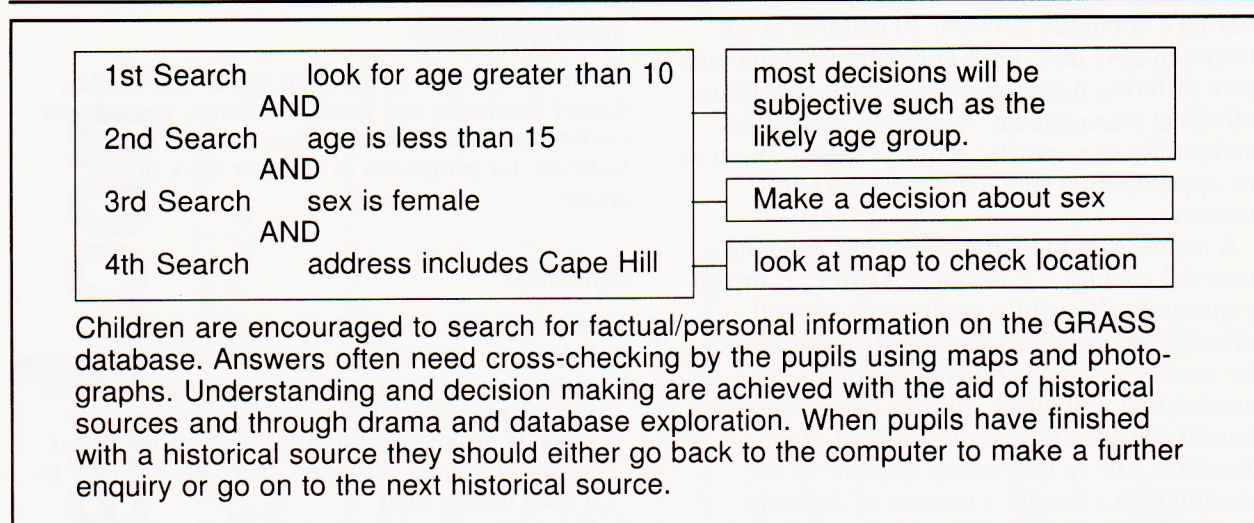 1st Search look for age greater than 10
AND
2nd Search age is less than 15
AND
3rd Search sex is female
AND
4th Search address includes Cape Hill
most decisions will be
subjective such as the
likely age group.
Make a decision about sex
look at map to check location
Children are encouraged to search for factual/personal information on the GRASS
database. Answers often need cross-checking by the pupils using maps and photo-
graphs. Understanding and decision making are achieved with the aid of historical
sources and through drama and database exploration. When pupils have finished
with a historical source they should either go back to the computer to make a further
enquiry or go on to the next historical source.